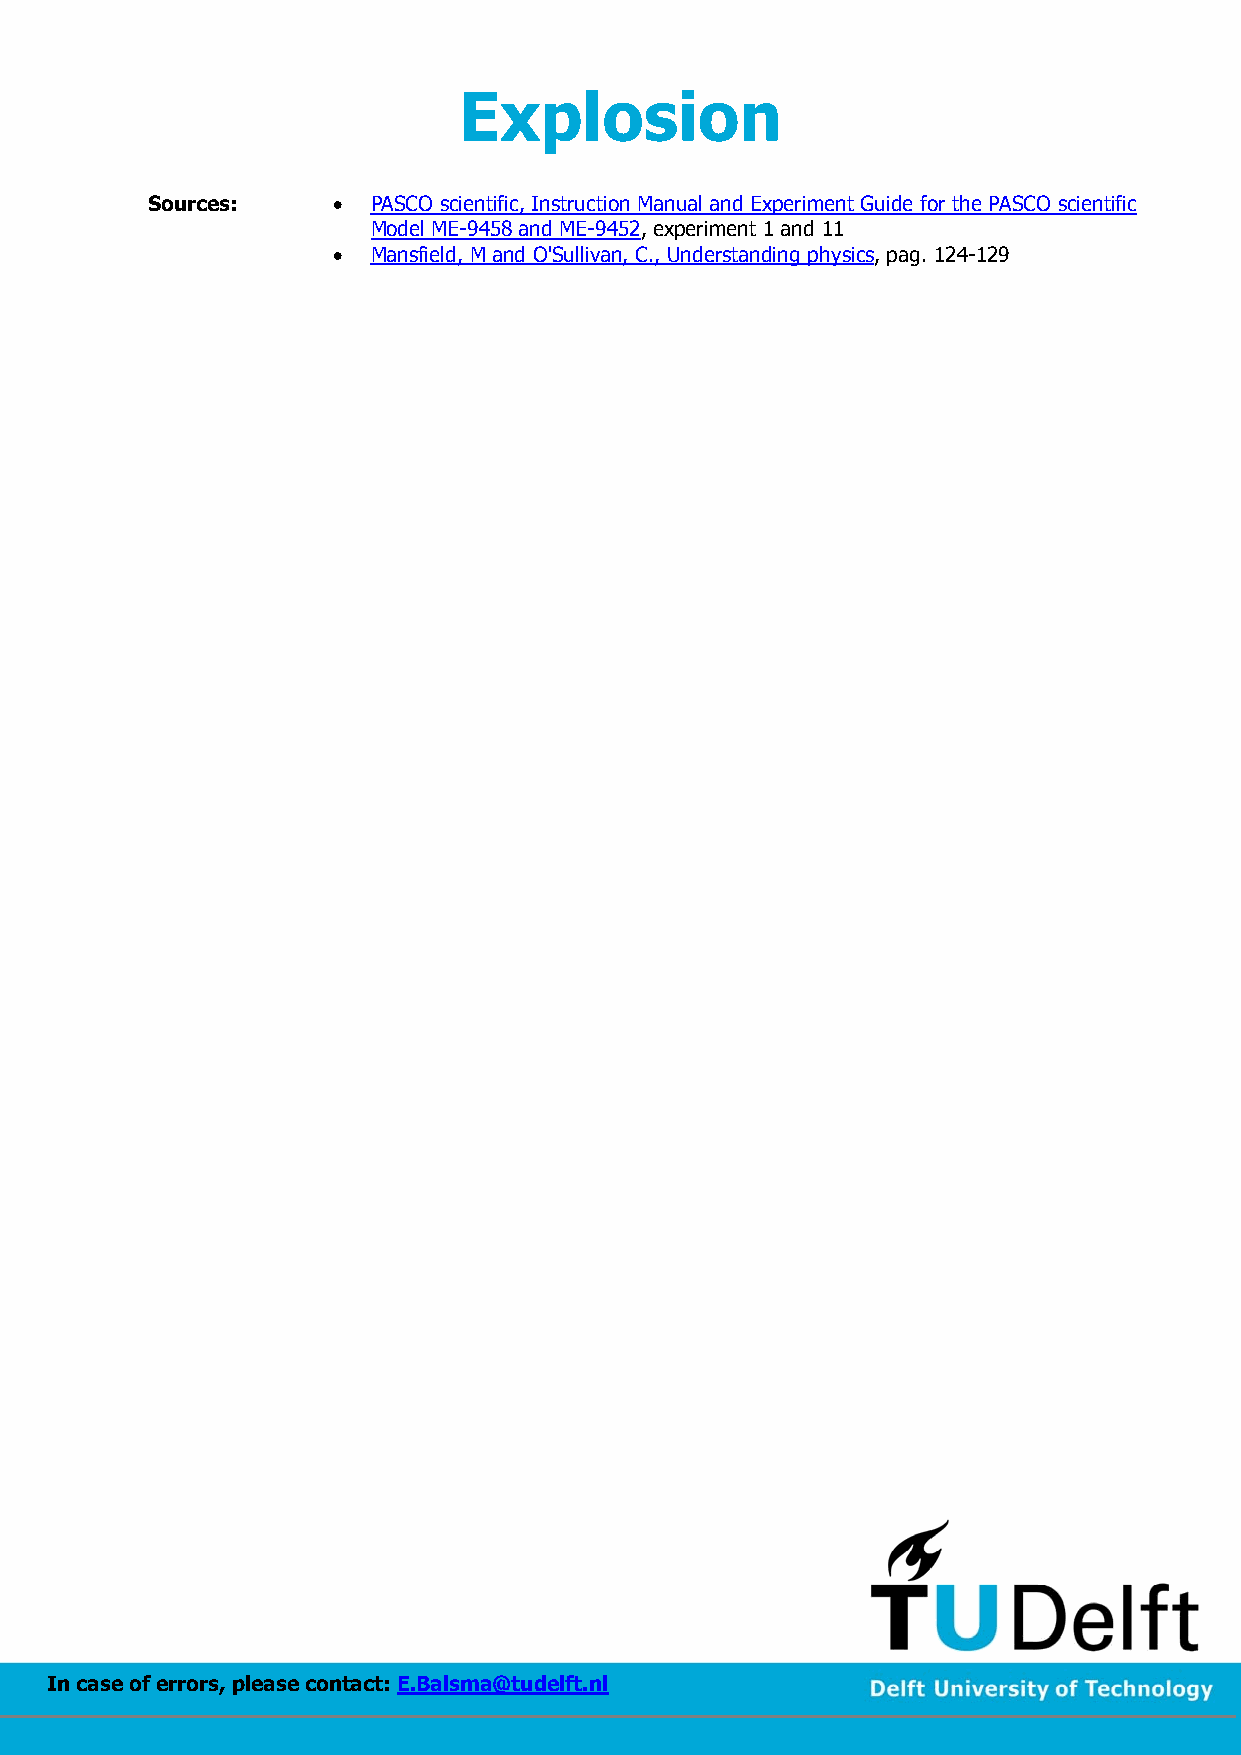 Explosion
Sources:
• PASCO scientific, Instruction Manual and Experiment Guide for the PASCO scientific
Model ME-9458 and ME-9452, experiment 1 and 11
• Mansfield, M and O'Sullivan, C., Understanding physics, pag. 124-129
TUDelft
In case of errors, please contact: E.Balsma@tudelft.nl
Delft University of Technology